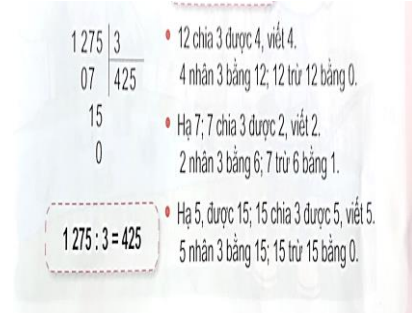 1 275 3
07 425
15
0
1 275 : 3 = 425
• 12 chia 3 được 4, viết 4.
4 nhân 3 bằng 12; 12 trừ 12 bằng 0.
• Hạ 7; 7 chia 3 được 2, viết 2.
2 nhân 3 bằng 6; 7 trừ 6 bằng 1.
• Hạ 5, được 15; 15 chia 3 được 5, viết 5.
5 nhân 3 bằng 15; 15 trừ 15 bằng 0.